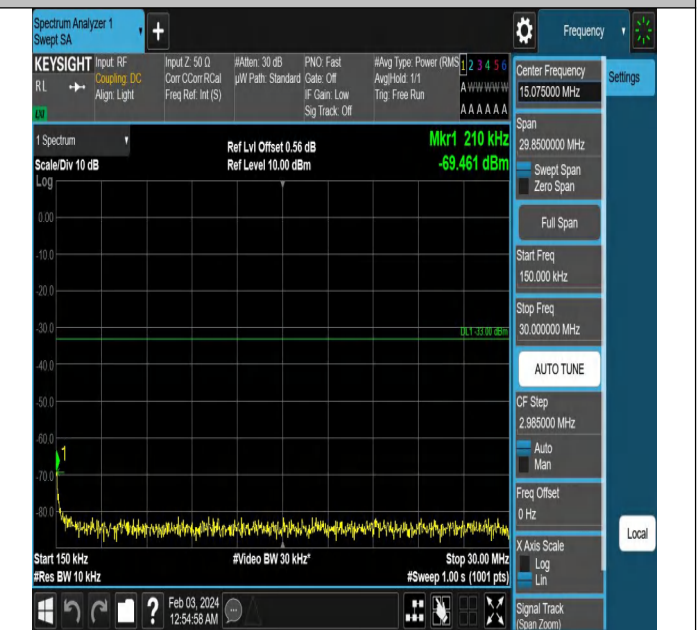 Spectrum Analyzer 1
Swept SA
+
Frequency
KEYSIGHT
RL
LXI
Input: RF
Coupling: DC
Align: Light
Input Z: 50 Ω
Corr CCorr RCal
Freq Ref: Int (S)
#Atten: 30 dB
µW Path: Standard
PNO: Fast
Gate: Off
IF Gain: Low
Sig Track: Off
#Avg Type: Power (RMS
Avg|Hold: 1/1
Trig: Free Run
1 2 3 4 5 6
A W W W W W
A A A A A A
1 Spectrum
Scale/Div 10 dB
Log
Ref Lvl Offset 0.56 dB
Ref Level 10.00 dBm
Mkr1 210 kHz
-69.461 dBm
0.00
-10.0
-20.0
-30.0
DL1 -33.00 dBm
-40.0
-50.0
-60.0
1
-70.0
-80.0
Start 150 kHz
#Res BW 10 kHz
#Video BW 30 kHz*
Stop 30.00 MHz
#Sweep 1.00 s (1001 pts)
Feb 03, 2024
12:54:58 AM
?
Center Frequency
15.075000 MHz
Settings
Span
29.8500000 MHz
Swept Span
Zero Span
Full Span
Start Freq
150.000 kHz
Stop Freq
30.000000 MHz
AUTO TUNE
CF Step
2.985000 MHz
Auto
Man
Freq Offset
0 Hz
Local
X Axis Scale
Log
Lin
Signal Track
(Span Zoom)